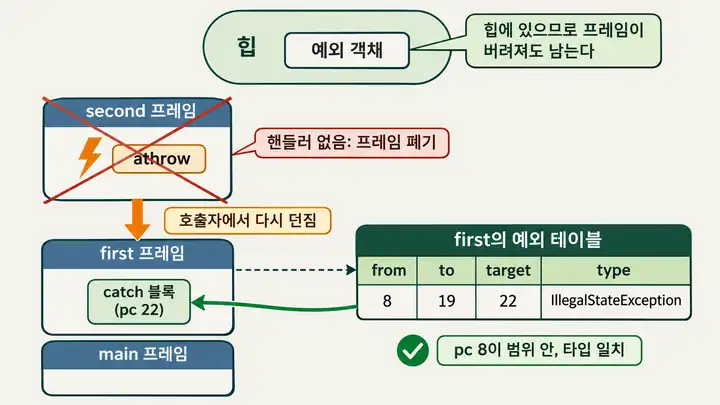 힙
예외 객채
힙에 있으므로 프레임이
버려져도 남는다
second 프레임
athrow
핸들러 없음: 프레임 폐기
호출자에서 다시 던짐
first 프레임
catch 블록
(pc 22)
first의 예외 테이블
from to target type
8 19 22 IllegalStateException
main 프레임
pc 8이 범위 안, 타입 일치